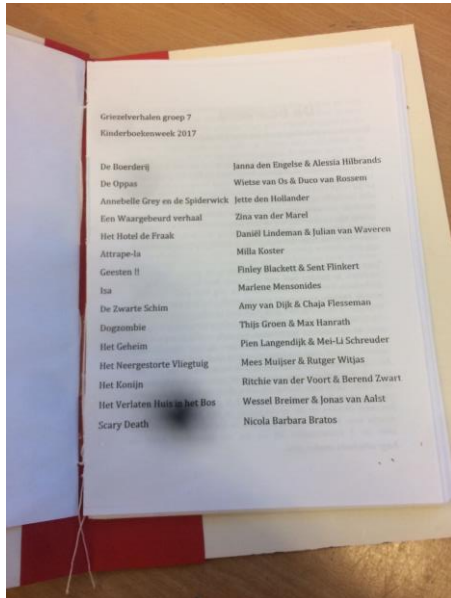 Griezelverhalen groep 7
Kinderboekenweek 2017
De Boerderij Janna den Engelse & Alessia Hilbrands
De Oppas Wietse van Os & Duco van Rossem
Annebelle Grey en de Spiderwick Jette den Hollander
Een Waargebeurd verhaal Zina van der Marel
Het Hotel de Fraak Daniël Lindeman & Julian van Waveren
Attrape-la Milla Koster
Geesten !! Finley Blackett & Sent Flinkert
Isa Marlene Mensonides
De Zwarte Schim Amy van Dijk & Chaja Flesseman
Dogzombie Thijs Groen & Max Hanrath
Het Geheim Pien Langendijk & Mei-Li Schreuder
Het Neergestorte Vliegtuig Mees Muijser & Rutger Witjas
Het Konijn Ritchie van der Voort & Berend Zwart
Het Verlaten Huis in het Bos Wessel Breimer & Jonas van Aalst
Scary Death Nicola Barbara Bratos